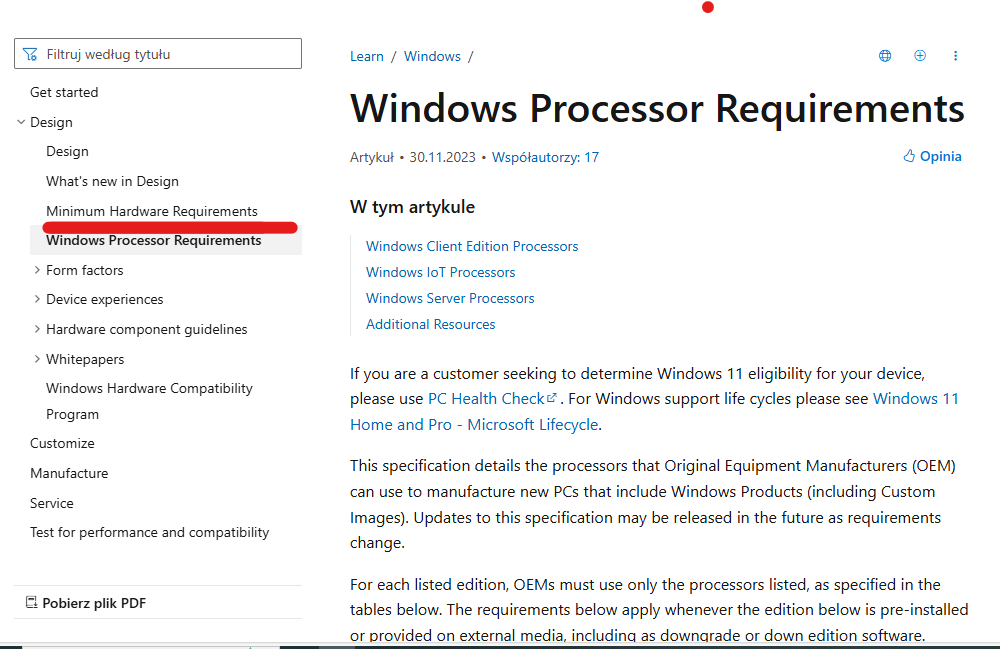 Filtruj według tytułu
Get started
Design
Design
What's new in Design
Minimum Hardware Requirements
Windows Processor Requirements
Form factors
Device experiences
Hardware component guidelines
Whitepapers
Windows Hardware Compatibility
Program
Customize
Manufacture
Service
Test for performance and compatibility
Pobierz plik PDF
Learn / Windows /
Windows Processor Requirements
Artykuł • 30.11.2023 • Współautorzy: 17
Opinia
W tym artykule
Windows Client Edition Processors
Windows IoT Processors
Windows Server Processors
Additional Resources
If you are a customer seeking to determine Windows 11 eligibility for your device,
please use PC Health Check . For Windows support life cycles please see Windows 11
Home and Pro - Microsoft Lifecycle.
This specification details the processors that Original Equipment Manufacturers (OEM)
can use to manufacture new PCs that include Windows Products (including Custom
Images). Updates to this specification may be released in the future as requirements
change.
For each listed edition, OEMs must use only the processors listed, as specified in the
tables below. The requirements below apply whenever the edition below is pre-installed
or provided on external media, including as downgrade or down edition software.